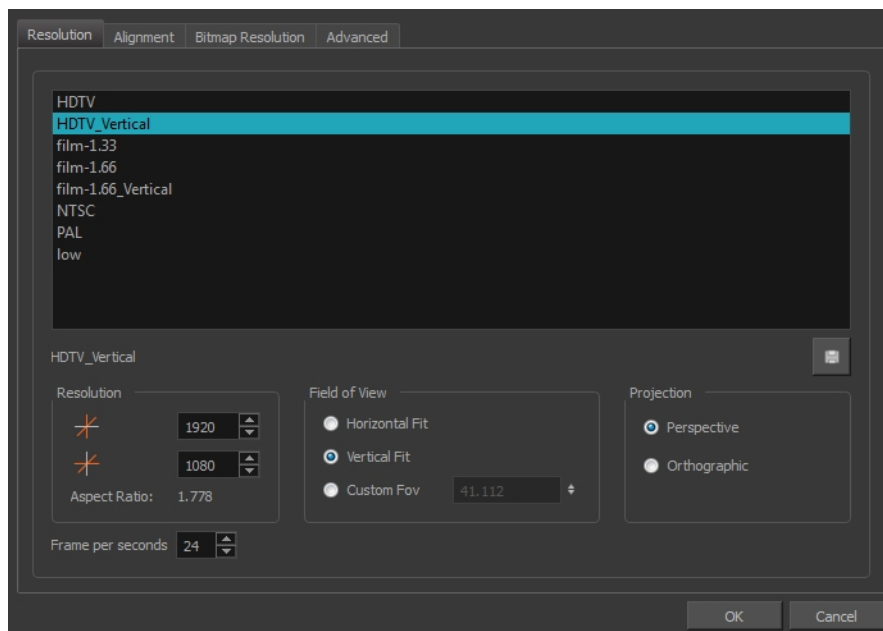 Resolution Alignment Bitmap Resolution Advanced
HDTV
HDTV_Vertical
film-1.33
film-1.66
film-1.66_Vertical
NTSC
PAL
low
HDTV_Vertical
Resolution
1920
1080
Aspect Ratio: 1.778
Field of View
Horizontal Fit
Vertical Fit
Custom Fov 41.112
Projection
Perspective
Orthographic
Frame per seconds 24
OK Cancel